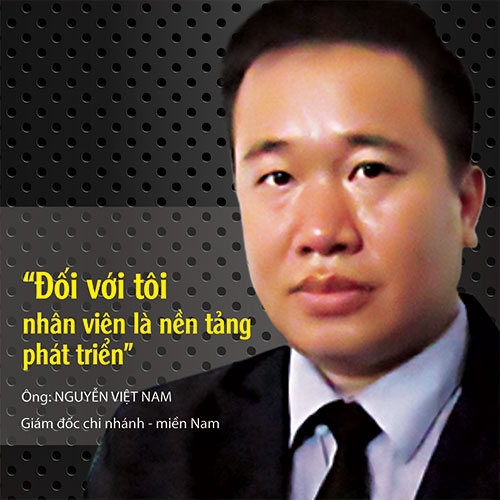 “Đối với tôi
nhân viên là nền tảng
phát triển”
Ông: NGUYỄN VIỆT NAM
Giám đốc chi nhánh - miền Nam